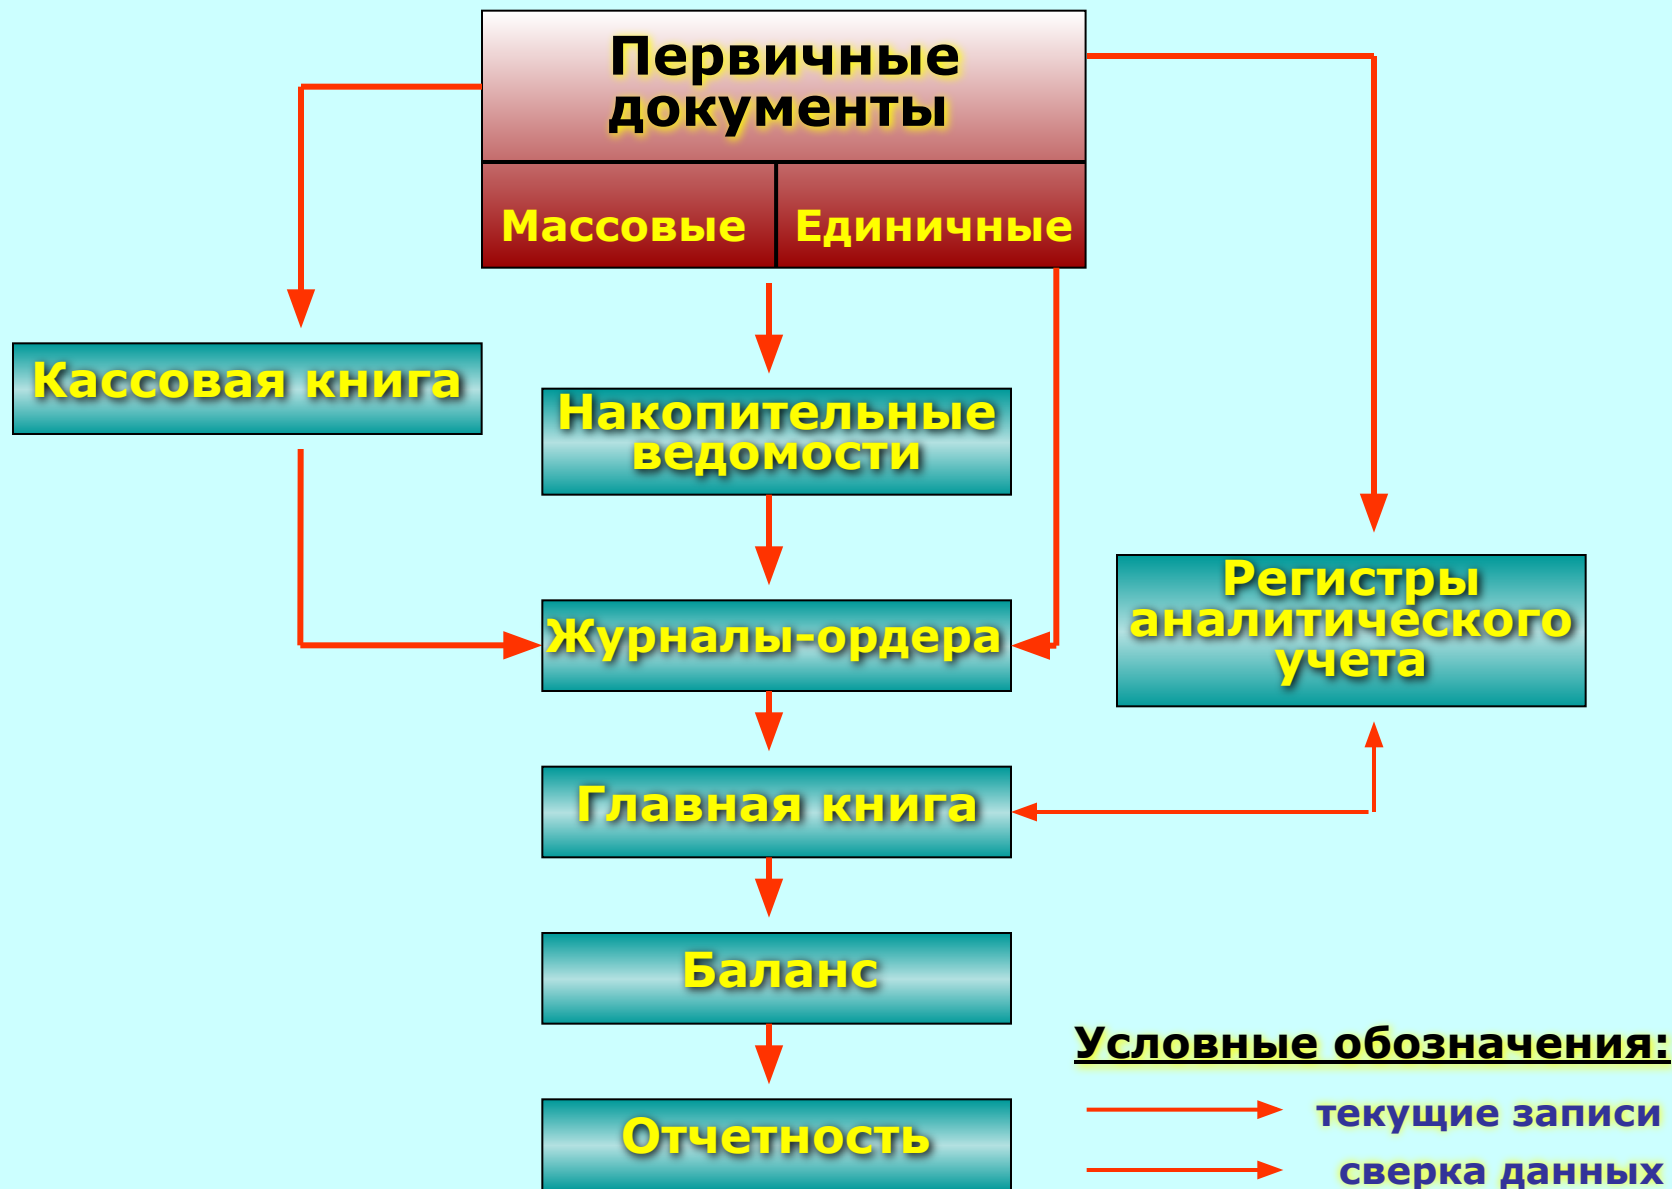 Первичные
документы
Массовые
Единичные
Кассовая книга
Накопительные
ведомости
Журналы-ордера
Регистры
аналитического
учета
Главная книга
Баланс
Отчетность
Условные обозначения:
текущие записи
сверка данных